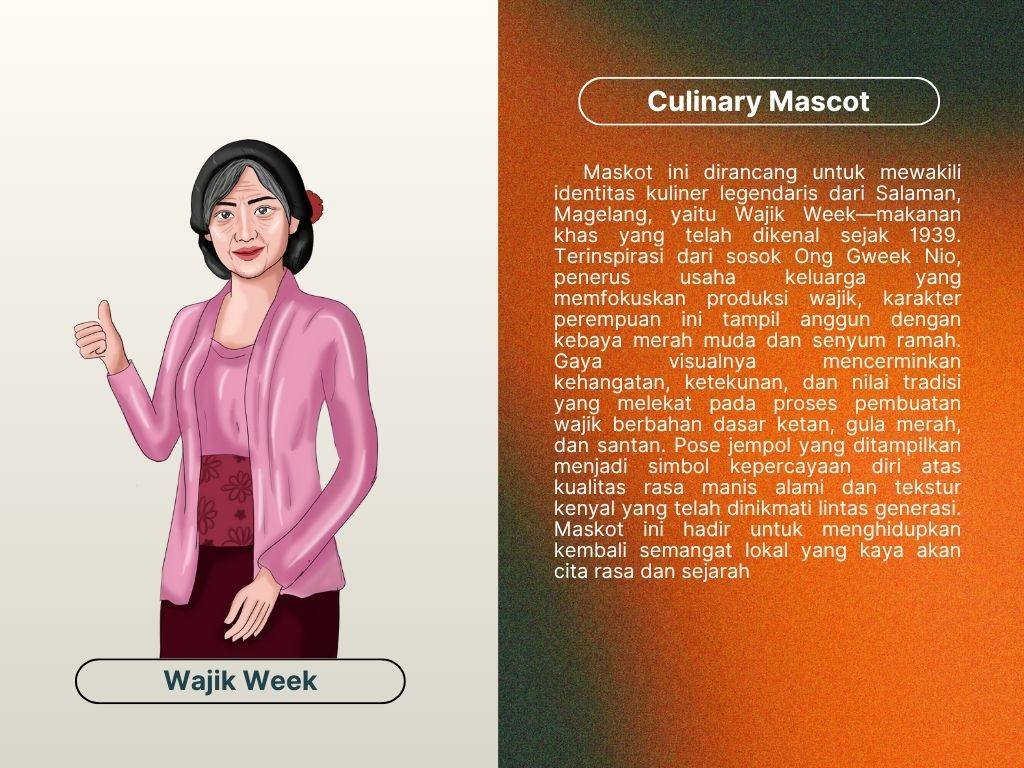 Culinary Mascot
Maskot ini dirancang untuk mewakili
identitas kuliner legendaris dari Salaman,
Magelang, yaitu Wajik Week—makanan
khas yang telah dikenal sejak 1939.
Terinspirasi dari sosok Ong Gweek Nio,
penerus usaha keluarga yang
memfokuskan produksi wajik, karakter
perempuan ini tampil anggun dengan
kebaya merah muda dan senyum ramah.
Gaya visualnya mencerminkan
kehangatan, ketekunan, dan nilai tradisi
yang melekat pada proses pembuatan
wajik berbahan dasar ketan, gula merah,
dan santan. Pose jempol yang ditampilkan
menjadi simbol kepercayaan diri atas
kualitas rasa manis alami dan tekstur
kenyal yang telah dinikmati lintas generasi.
Maskot ini hadir untuk menghidupkan
kembali semangat lokal yang kaya akan
cita rasa dan sejarah
Wajik Week